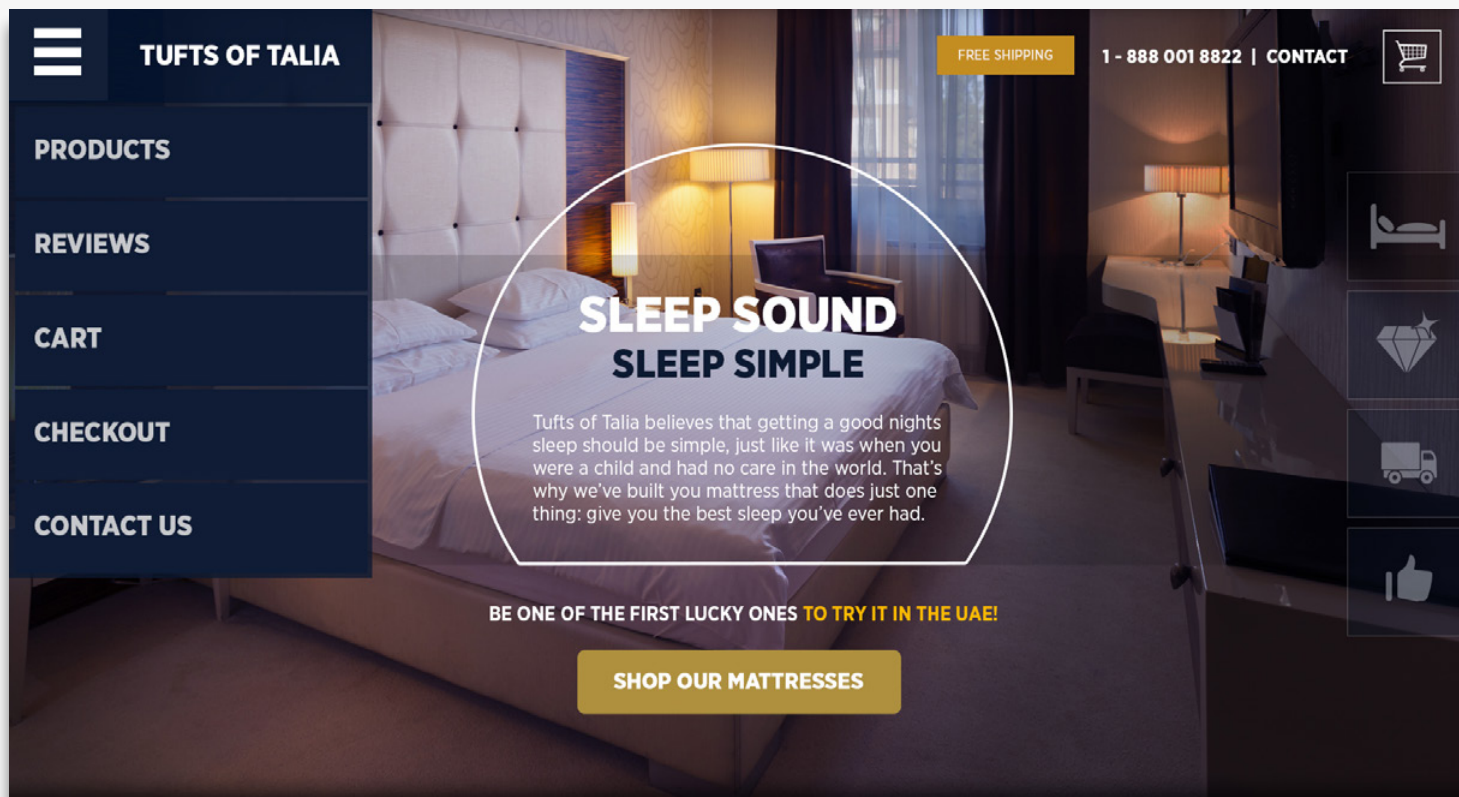 TUFTS OF TALIA
FREE SHIPPING
1 - 888 001 8822 | CONTACT
PRODUCTS
REVIEWS
CART
CHECKOUT
CONTACT US
SLEEP SOUND
SLEEP SIMPLE
Tufts of Talia believes that getting a good nights
sleep should be simple, just like it was when you
were a child and had no care in the world. That's
why we've built you mattress that does just one
thing: give you the best sleep you've ever had.
BE ONE OF THE FIRST LUCKY ONES TO TRY IT IN THE UAE!
SHOP OUR MATTRESSES